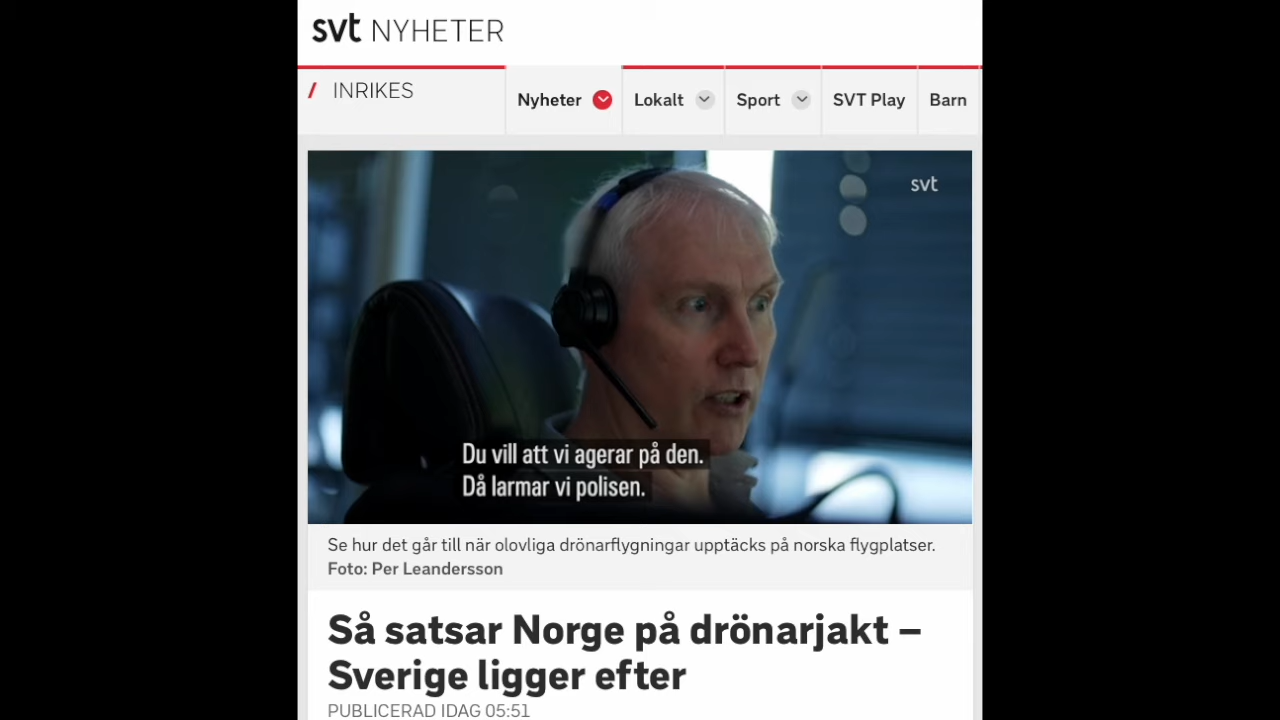 svt NYHETER
/ INRIKES
Nyheter
Lokalt
Sport
SVT Play
Barn
svt
Du vill att vi agerar på den.
Då larmar vi polisen.
Se hur det går till när olovliga drönarflygningar upptäcks på norska flygplatser.
Foto: Per Leandersson
Så satsar Norge på drönarjakt –
Sverige ligger efter
PUBLICERAD IDAG 05:51